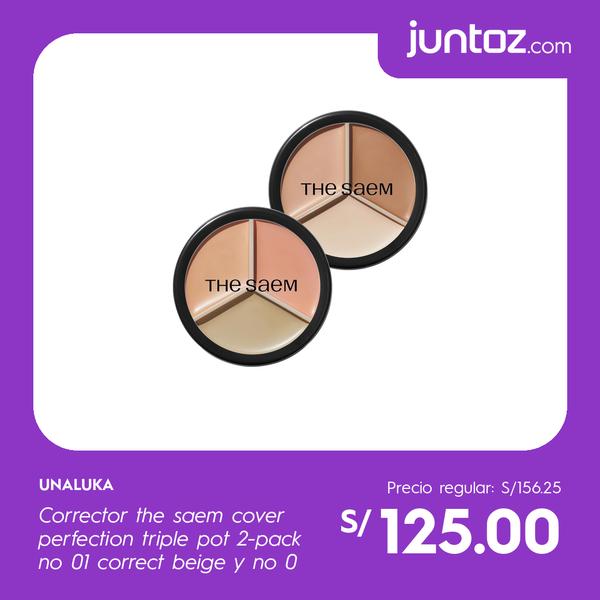 juntoz.com
THE SAEM
THE SAEM
UNALUKA
Corrector the saem cover
perfection triple pot 2-pack
no 01 correct beige y no 0
Precio regular: S/156.25
S/125.00